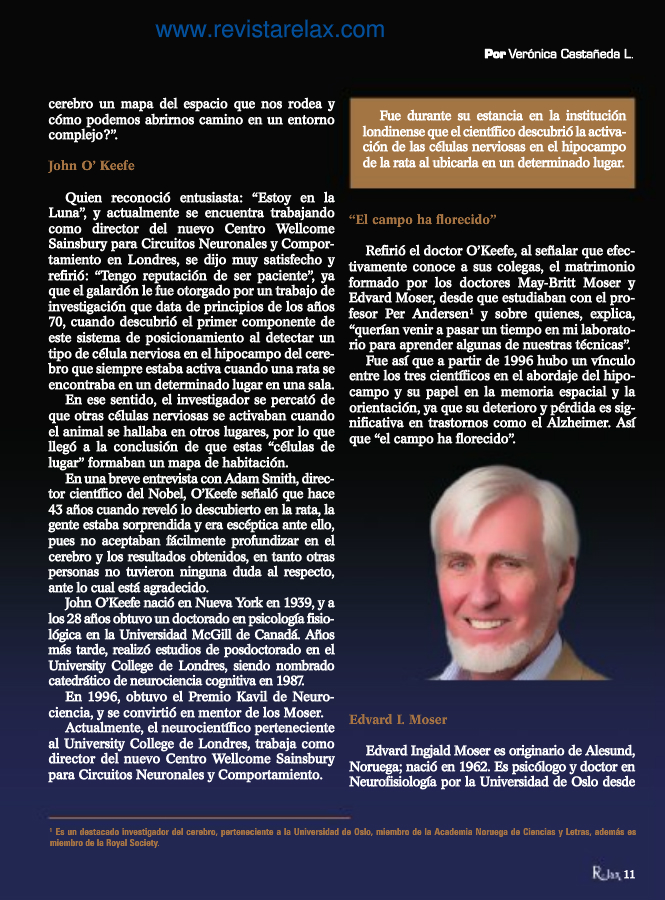 www.revistarelax.com
Por Verónica Castañeda L.
cerebro un mapa del espacio que nos rodea y
cómo podemos abrirnos camino en un entorno
complejo?”.
John O’ Keefe
Quien reconoció entusiasta: “Estoy en la
Luna”, y actualmente se encuentra trabajando
como director del nuevo Centro Wellcome
Sainsbury para Circuitos Neuronales y Compor-
tamiento en Londres, se dijo muy satisfecho y
refirió: “Tengo reputación de ser paciente”, ya
que el galardón le fue otorgado por un trabajo de
investigación que data de principios de los años
70, cuando descubrió el primer componente de
este sistema de posicionamiento al detectar un
tipo de célula nerviosa en el hipocampo del cere-
bro que siempre estaba activa cuando una rata se
encontraba en un determinado lugar en una sala.
En ese sentido, el investigador se percató de
que otras células nerviosas se activaban cuando
el animal se hallaba en otros lugares, por lo que
llegó a la conclusión de que estas “células de
lugar” formaban un mapa de habitación.
En una breve entrevista con Adam Smith, direc-
tor científico del Nobel, O’Keefe señaló que hace
43 años cuando reveló lo descubierto en la rata, la
gente estaba sorprendida y era escéptica ante ello,
pues no aceptaban fácilmente profundizar en el
cerebro y los resultados obtenidos, en tanto otras
personas no tuvieron ninguna duda al respecto,
ante lo cual está agradecido.
John O’Keefe nació en Nueva York en 1939, y a
los 28 años obtuvo un doctorado en psicología fisio-
lógica en la Universidad McGill de Canadá. Años
más tarde, realizó estudios de posdoctorado en el
University College de Londres, siendo nombrado
catedrático de neurociencia cognitiva en 1987.
En 1996, obtuvo el Premio Kavil de Neuro-
ciencia, y se convirtió en mentor de los Moser.
Actualmente, el neurocientífico perteneciente
al University College de Londres, trabaja como
director del nuevo Centro Wellcome Sainsbury
para Circuitos Neuronales y Comportamiento.
Fue durante su estancia en la institución
londinense que el científico descubrió la activa-
ción de las células nerviosas en el hipocampo
de la rata al ubicarla en un determinado lugar.
“El campo ha florecido”
Refirió el doctor O’Keefe, al señalar que efec-
tivamente conoce a sus colegas, el matrimonio
formado por los doctores May-Britt Moser y
Edvard Moser, desde que estudiaban con el pro-
fesor Per Andersen¹ y sobre quienes, explica,
“querían venir a pasar un tiempo en mi laborato-
rio para aprender algunas de nuestras técnicas”.
Fue así que a partir de 1996 hubo un vínculo
entre los tres científicos en el abordaje del hipo-
campo y su papel en la memoria espacial y la
orientación, ya que su deterioro y pérdida es sig-
nificativa en trastornos como el Alzheimer. Así
que “el campo ha florecido”.
Edvard I. Moser
Edvard Ingjald Moser es originario de Alesund,
Noruega; nació en 1962. Es psicólogo y doctor en
Neurofisiología por la Universidad de Oslo desde
¹ Es un destacado investigador del cerebro, perteneciente a la Universidad de Oslo, miembro de la Academia Noruega de Ciencias y Letras, además es
miembro de la Royal Society.
Relax 11